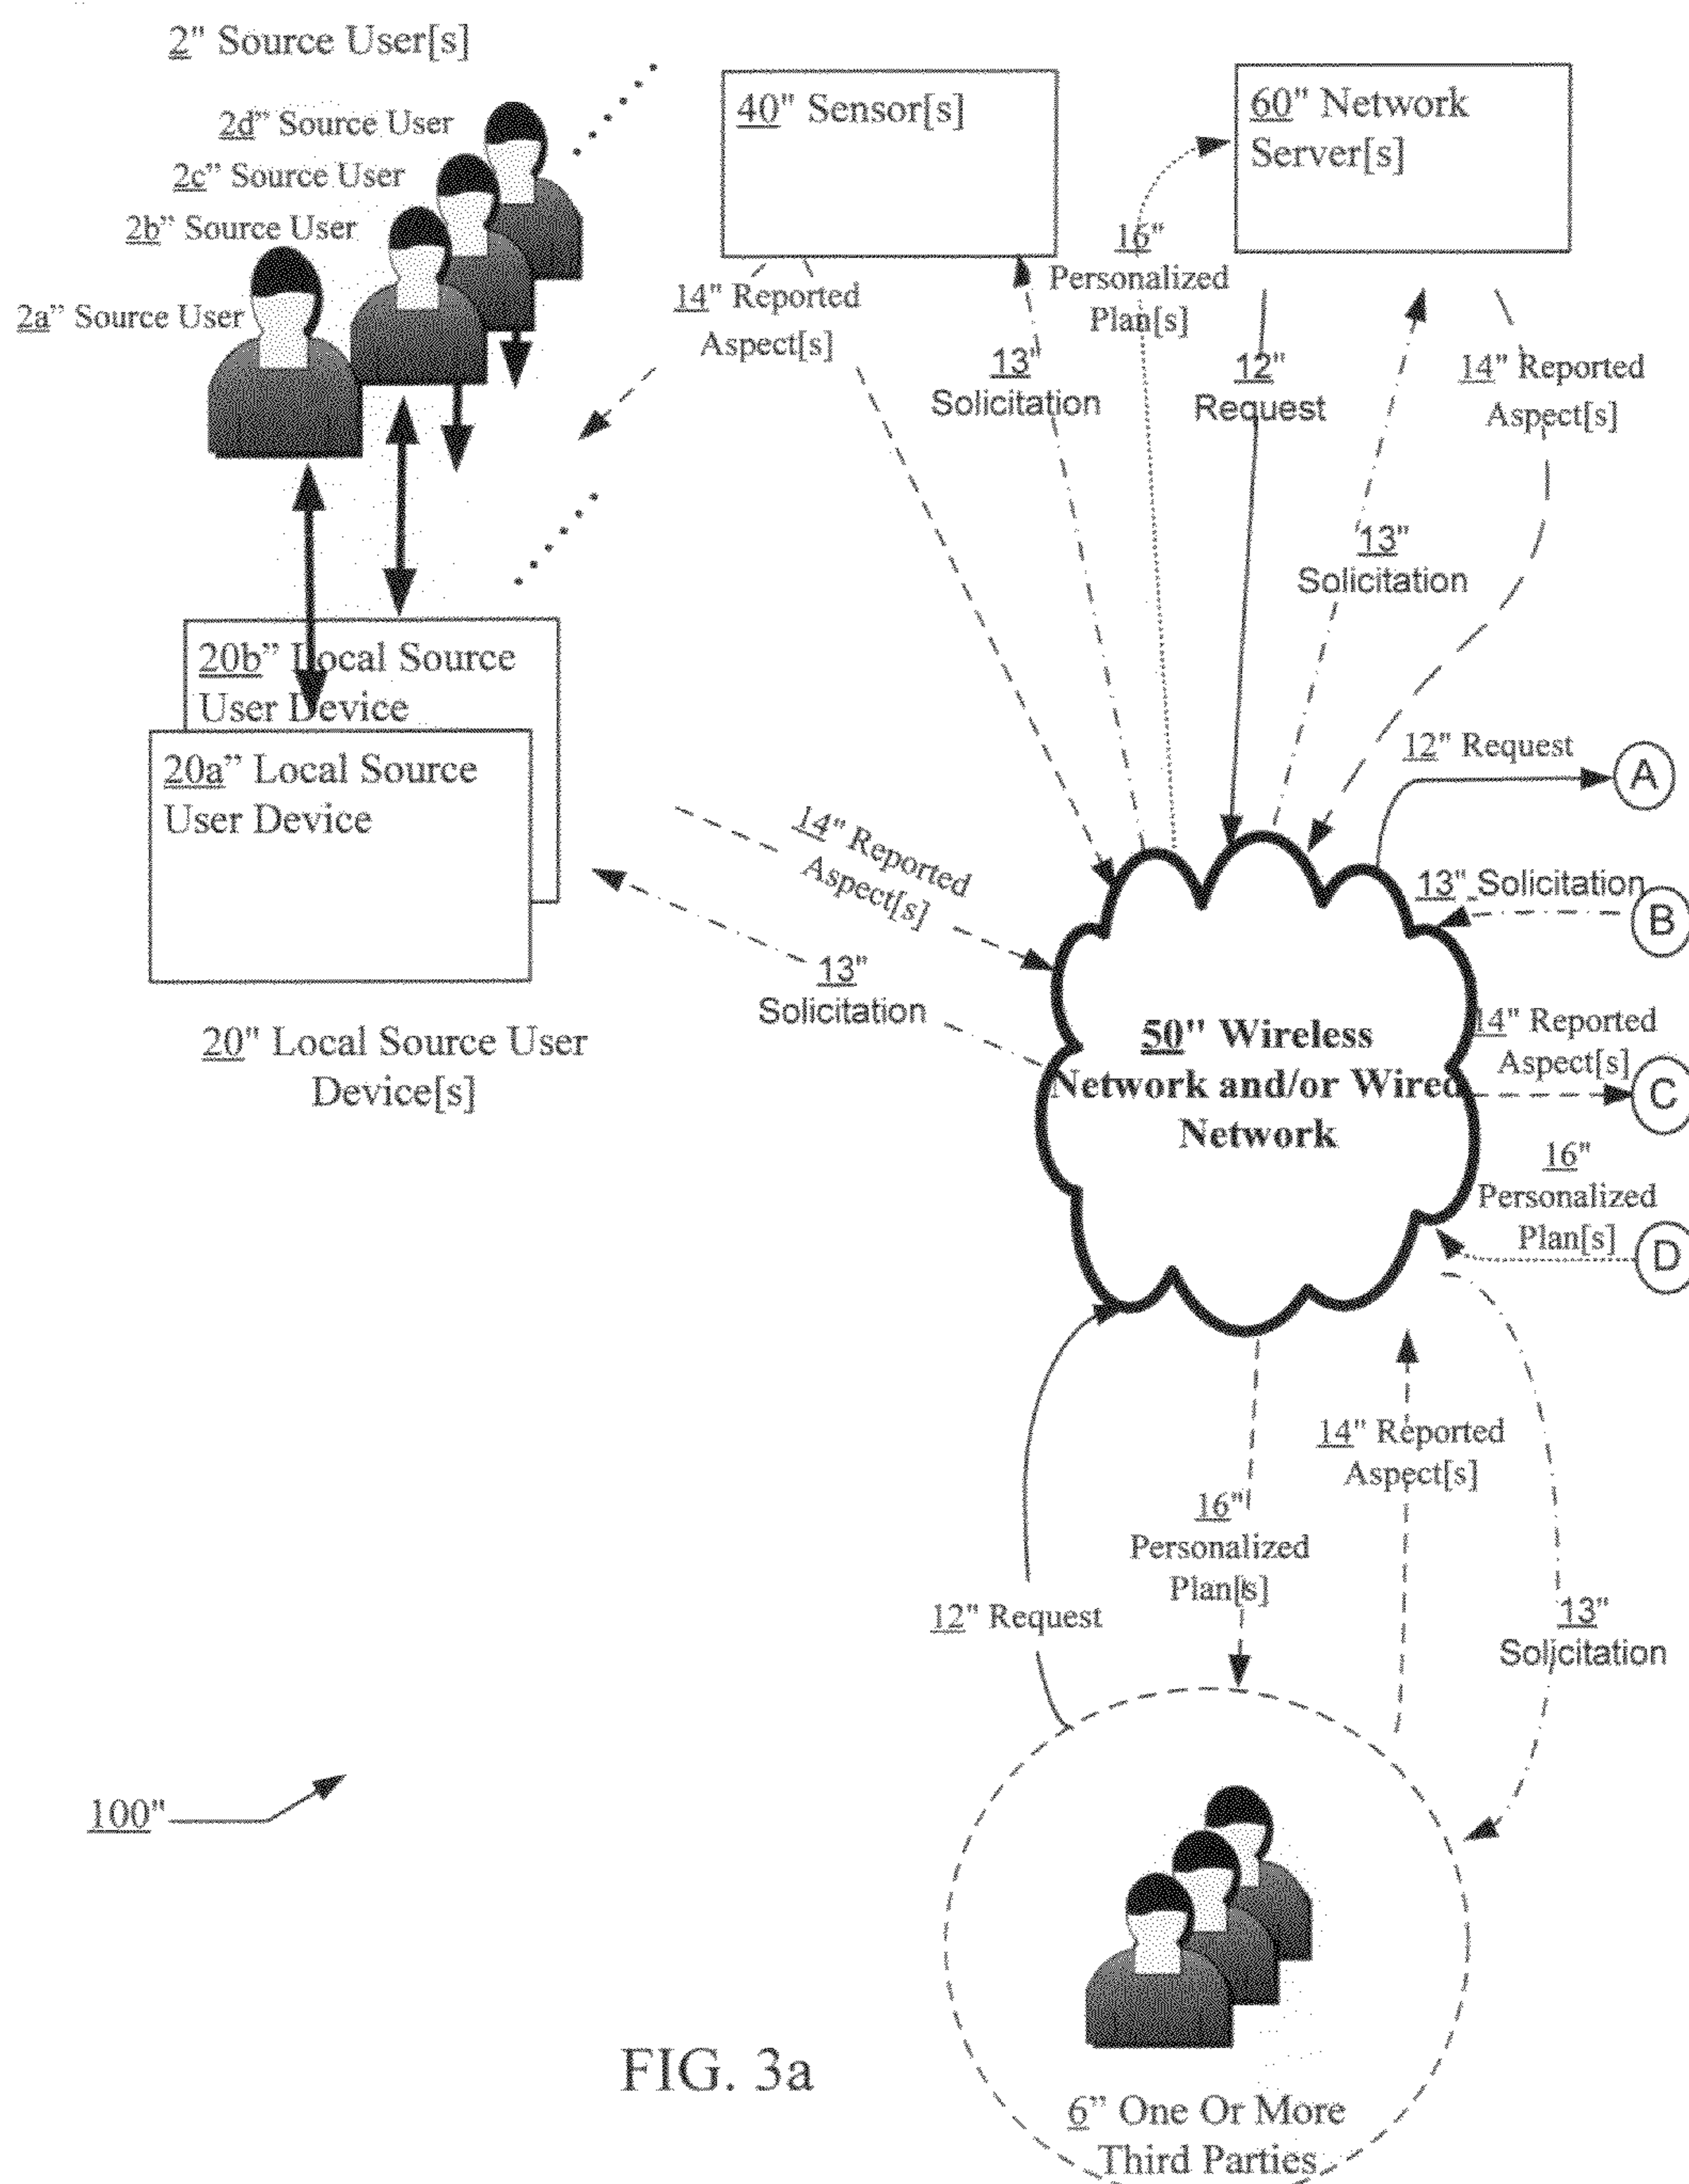 2" Source User[s]
2d” Source User
2c” Source User
2b” Source User
2a” Source User
40" Sensor[s]
60" Network
Server[s]
14" Reported
Aspect[s]
13"
Solicitation
16"
Personalized
Plan[s]
12"
Request
14" Reported
Aspect[s]
13"
Solicitation
20b” Local Source
User Device
20a” Local Source
User Device
20" Local Source User
Device[s]
14" Reported
Aspect[s]
13"
Solicitation
12" Request
A
13" Solicitation
B
50" Wireless
Network and/or Wired
Network
14" Reported
Aspect[s]
C
16"
Personalized
Plan[s]
D
12" Request
16"
Personalized
Plan[s]
14" Reported
Aspect[s]
13"
Solicitation
100"
FIG. 3a
6” One Or More
Third Parties